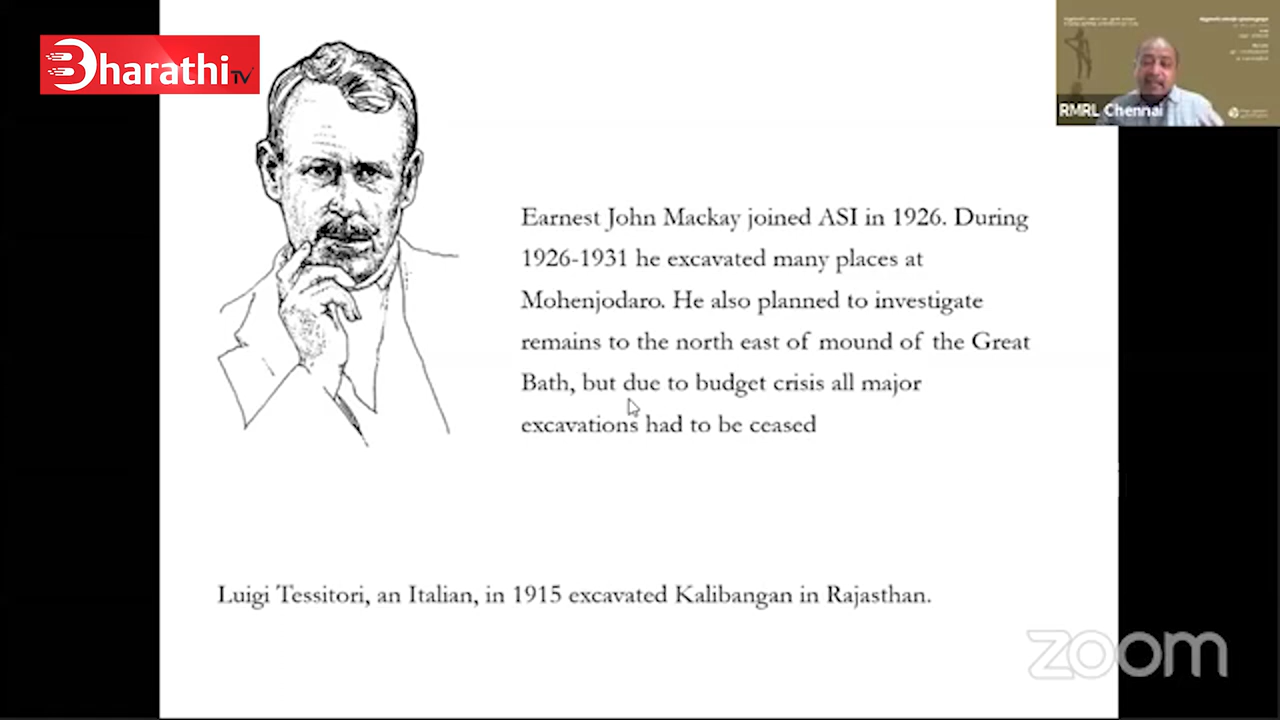 Bharathi TV
RMRL Chennai
Earnest John Mackay joined ASI in 1926. During
1926-1931 he excavated many places at
Mohenjodaro. He also planned to investigate
remains to the north east of mound of the Great
Bath, but due to budget crisis all major
excavations had to be ceased
Luigi Tessitori, an Italian, in 1915 excavated Kalibangan in Rajasthan.
zoom